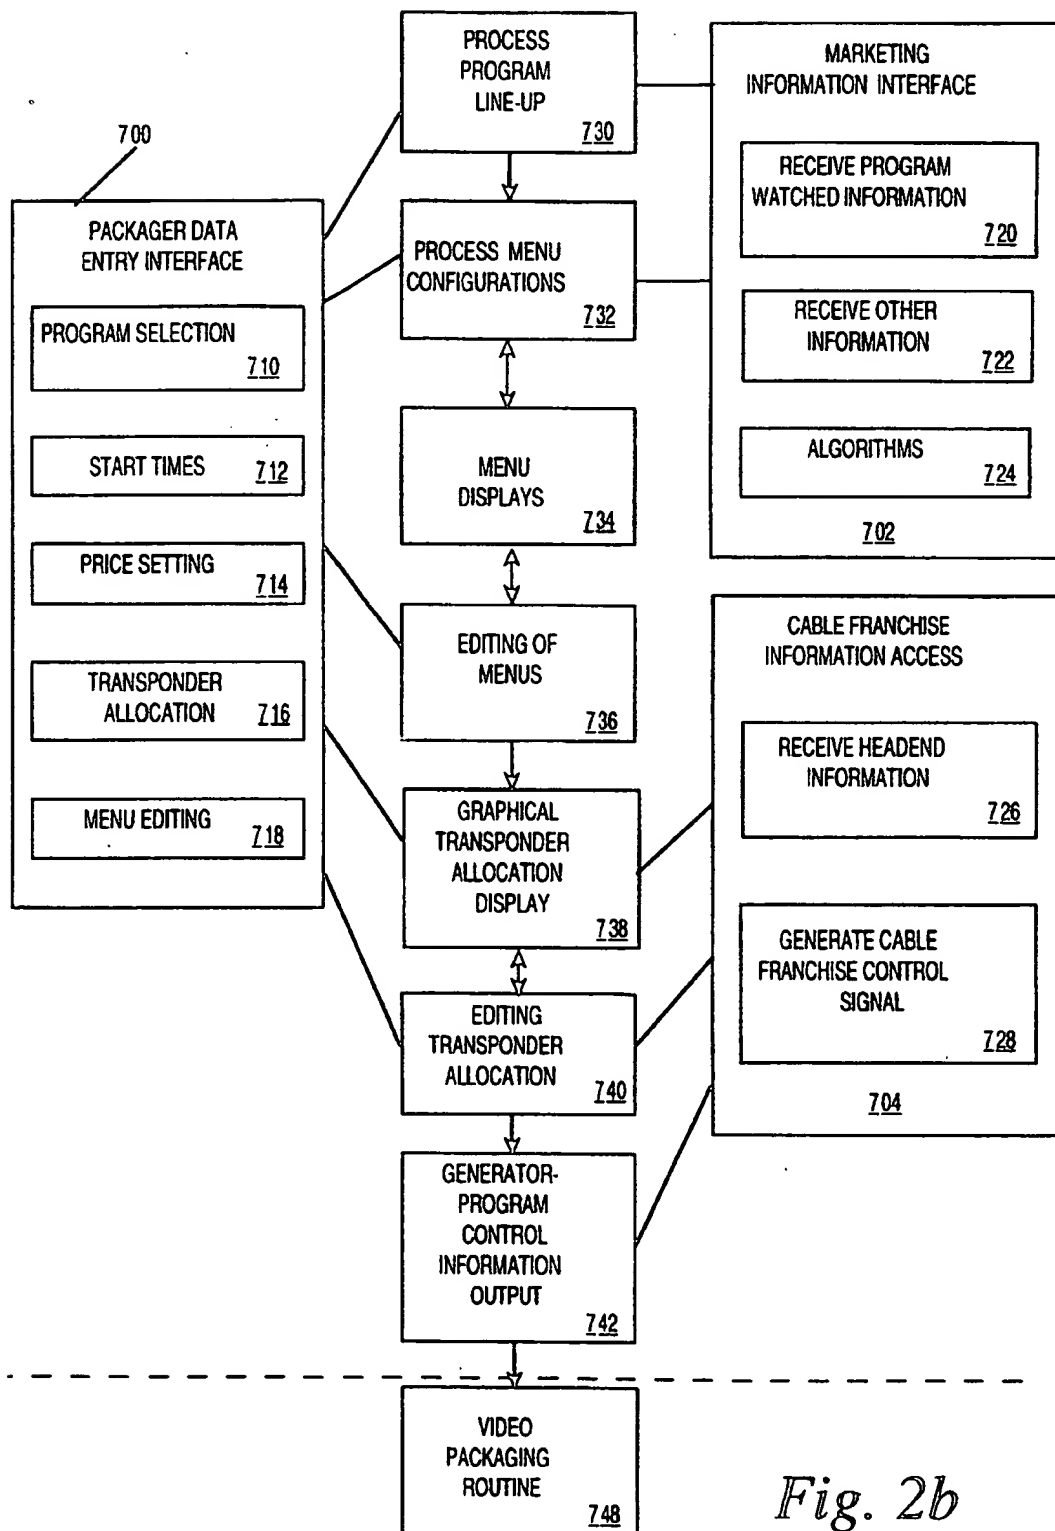 700
PACKAGER DATA
ENTRY INTERFACE
PROGRAM SELECTION
710
START TIMES 712
PRICE SETTING
714
TRANSPONDER
ALLOCATION 716
MENU EDITING 718
PROCESS
PROGRAM
LINE-UP
730
PROCESS MENU
CONFIGURATIONS
732
MENU
DISPLAYS
734
EDITING OF
MENUS
736
GRAPHICAL
TRANSPONDER
ALLOCATION
DISPLAY
738
EDITING
TRANSPONDER
ALLOCATION
740
GENERATOR-
PROGRAM
CONTROL
INFORMATION
OUTPUT
742
VIDEO
PACKAGING
ROUTINE
748
MARKETING
INFORMATION INTERFACE
RECEIVE PROGRAM
WATCHED INFORMATION
720
RECEIVE OTHER
INFORMATION
722
ALGORITHMS
724
702
CABLE FRANCHISE
INFORMATION ACCESS
RECEIVE HEADEND
INFORMATION
726
GENERATE CABLE
FRANCHISE CONTROL
SIGNAL
728
704
Fig. 2b